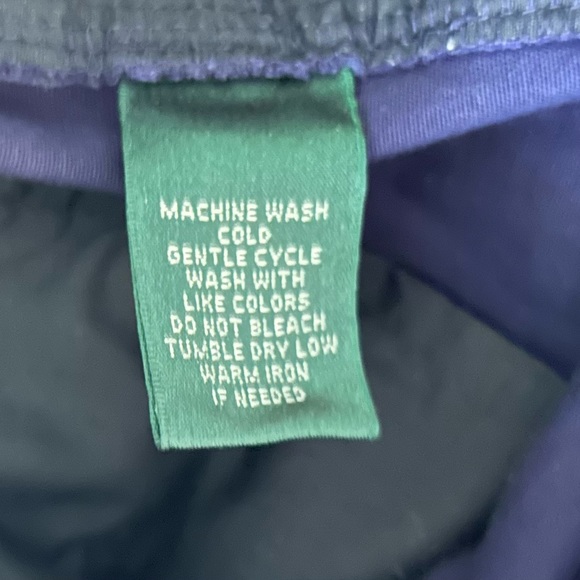 MACHINE WASH
COLD
GENTLE CYCLE
WASH WITH
LIKE COLORS
DO NOT BLEACH
TUMBLE DRY LOW
WARM IRON
IF NEEDED